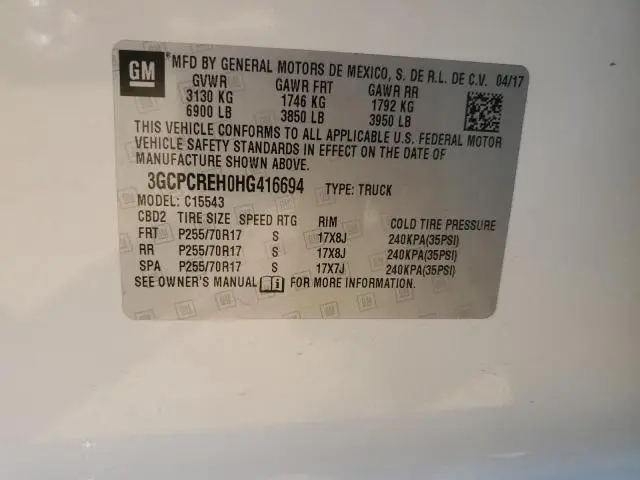 GM
*MFD BY GENERAL MOTORS DE MEXICO, S. DE R.L. DE C.V. 04/17
GVWR GAWR FRT GAWR RR
3130 KG 1746 KG 1792 KG
6900 LB 3850 LB 3950 LB
THIS VEHICLE CONFORMS TO ALL APPLICABLE U.S. FEDERAL MOTOR
VEHICLE SAFETY STANDARDS IN EFFECT ON THE DATE OF
MANUFACTURE SHOWN ABOVE.
3GCPCREH0HG416694 TYPE: TRUCK
MODEL: C15543
CBD2 TIRE SIZE SPEED RTG RIM COLD TIRE PRESSURE
FRT P255/70R17 S 17X8J 240KPA(35PSI)
RR P255/70R17 S 17X8J 240KPA(35PSI)
SPA P255/70R17 S 17X7J 240KPA(35PSI)
SEE OWNER'S MANUAL FOR MORE INFORMATION.